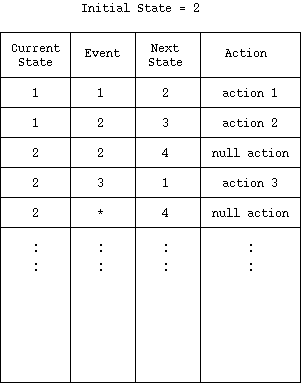 Initial State = 2
Current State Event Next State Action
1 1 2 action 1
1 2 3 action 2
2 2 4 null action
2 3 1 action 3
2 * 4 null action
: : : :
: : : :